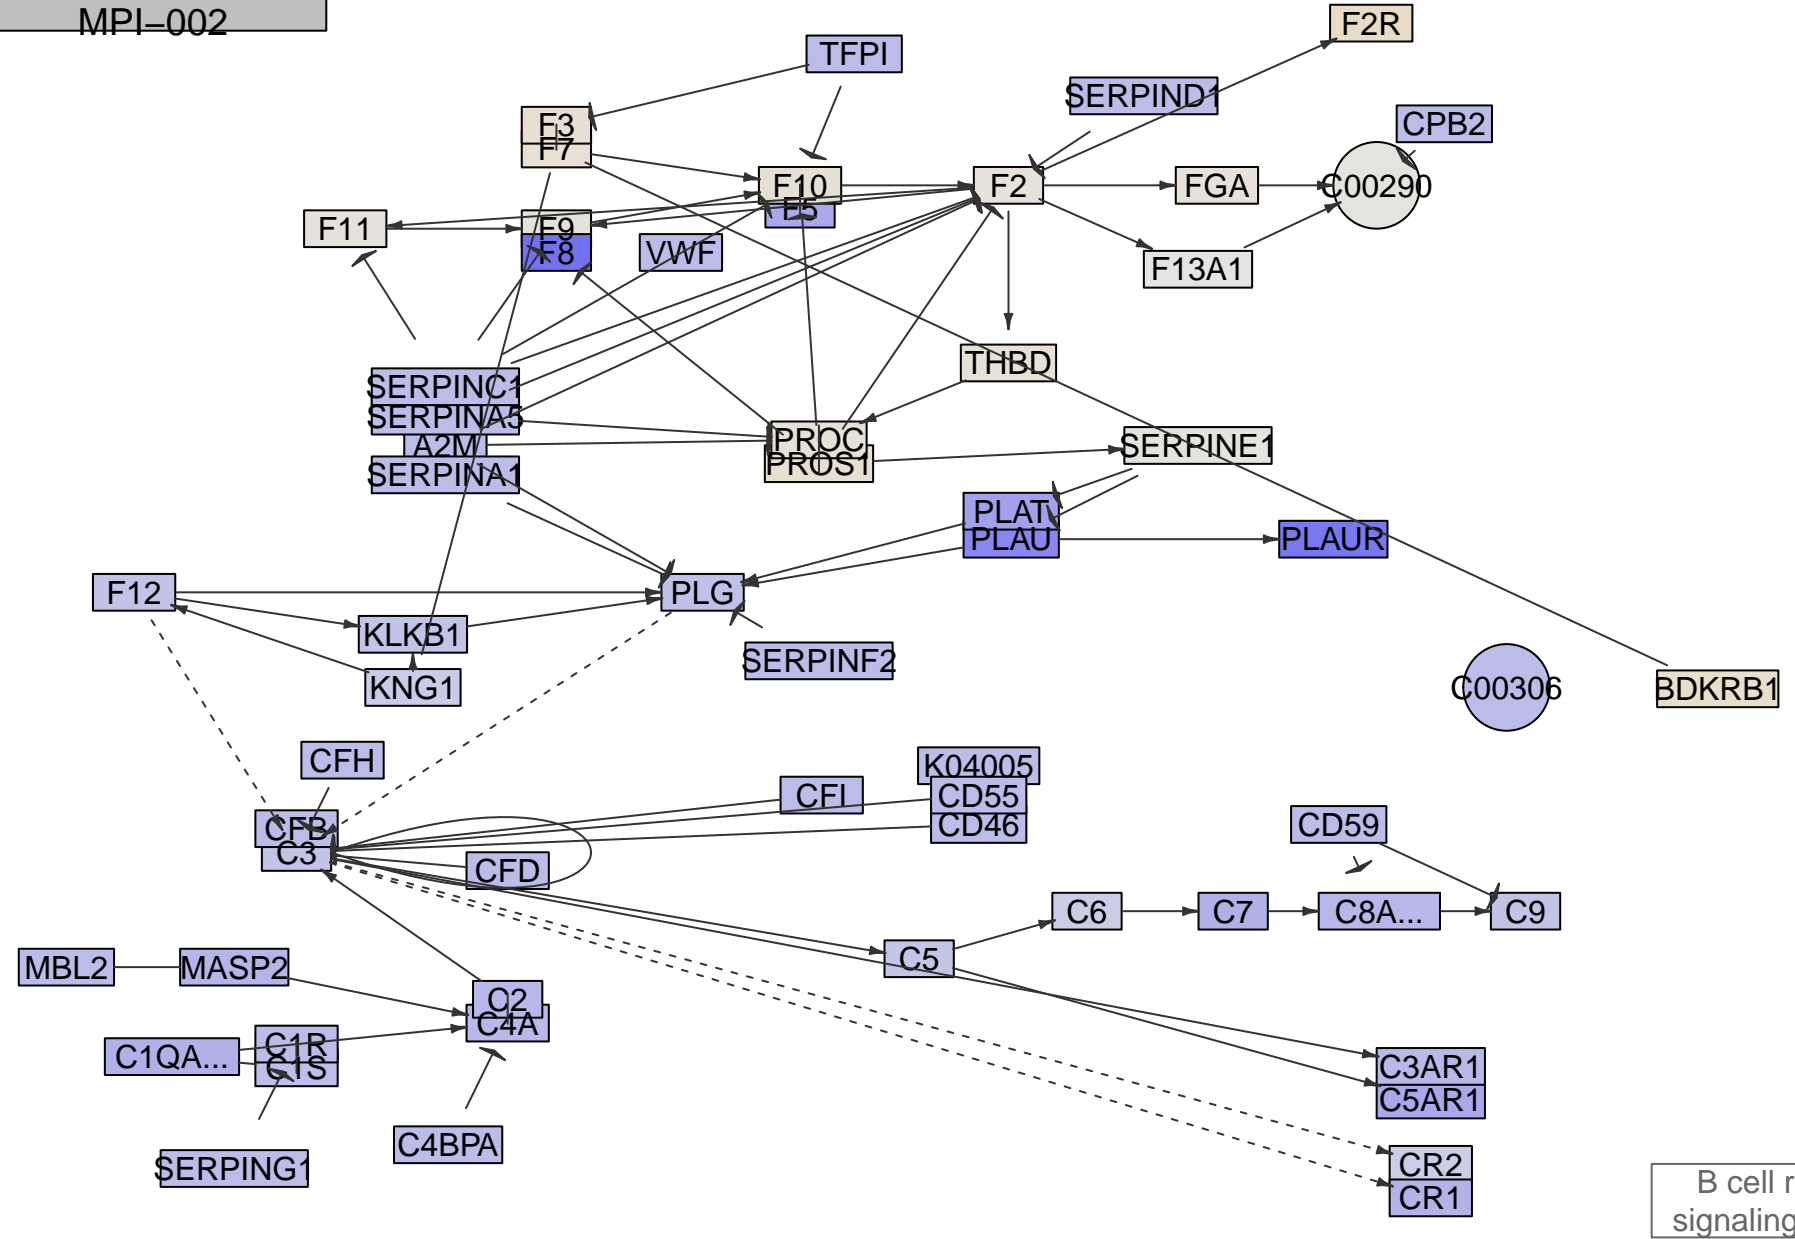 MPI–002
F2R
TFPI
SERPIND1
CPB2
F3
F7
F10
F5
F2
FGA
C00290
F11
F9
F8
VWF
F13A1
THBD
SERPINC1
SERPINA5
A2M
SERPINA1
PROC
PROS1
SERPINE1
PLAT
PLAU
PLAUR
F12
PLG
KLKB1
KNG1
SERPINF2
C00306
BDKRB1
CFH
K04005
CFI
CD55
CD46
CFB
C3
CD59
CFD
C6
C7
C8A...
C9
C5
MBL2
MASP2
C2
C4A
C1QA...
C1R
C1S
C3AR1
C5AR1
C4BPA
SERPING1
CR2
CR1
B cell r
signaling